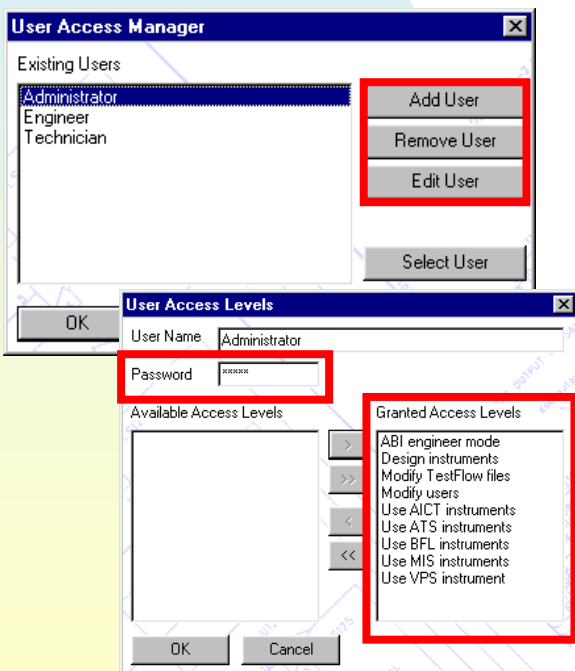 User Access Manager
Existing Users
Administrator
Engineer
Technician
Add User
Remove User
Edit User
Select User
OK
User Access Levels
User Name Administrator
Password *****
Available Access Levels
Granted Access Levels
ABI engineer mode
Design instruments
Modify TestFlow files
Modify users
Use AICT instruments
Use ATS instruments
Use BFL instruments
Use MIS instruments
Use VPS instrument
>
>>
<
<<
OK
Cancel